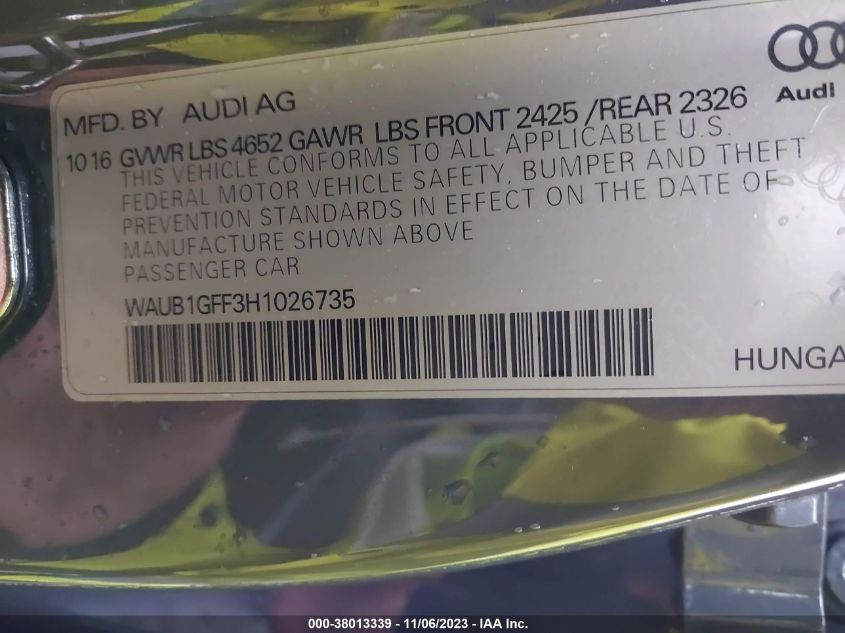 Audi
MFD. BY AUDI AG
10 16 GVWR LBS 4652 GAWR LBS FRONT 2425 /REAR 2326
THIS VEHICLE CONFORMS TO ALL APPLICABLE U.S.
FEDERAL MOTOR VEHICLE SAFETY, BUMPER AND THEFT
PREVENTION STANDARDS IN EFFECT ON THE DATE OF
MANUFACTURE SHOWN ABOVE
PASSENGER CAR
WAUB1GFF3H1026735
HUNGA
000-38013339 - 11/06/2023 - IAA Inc.